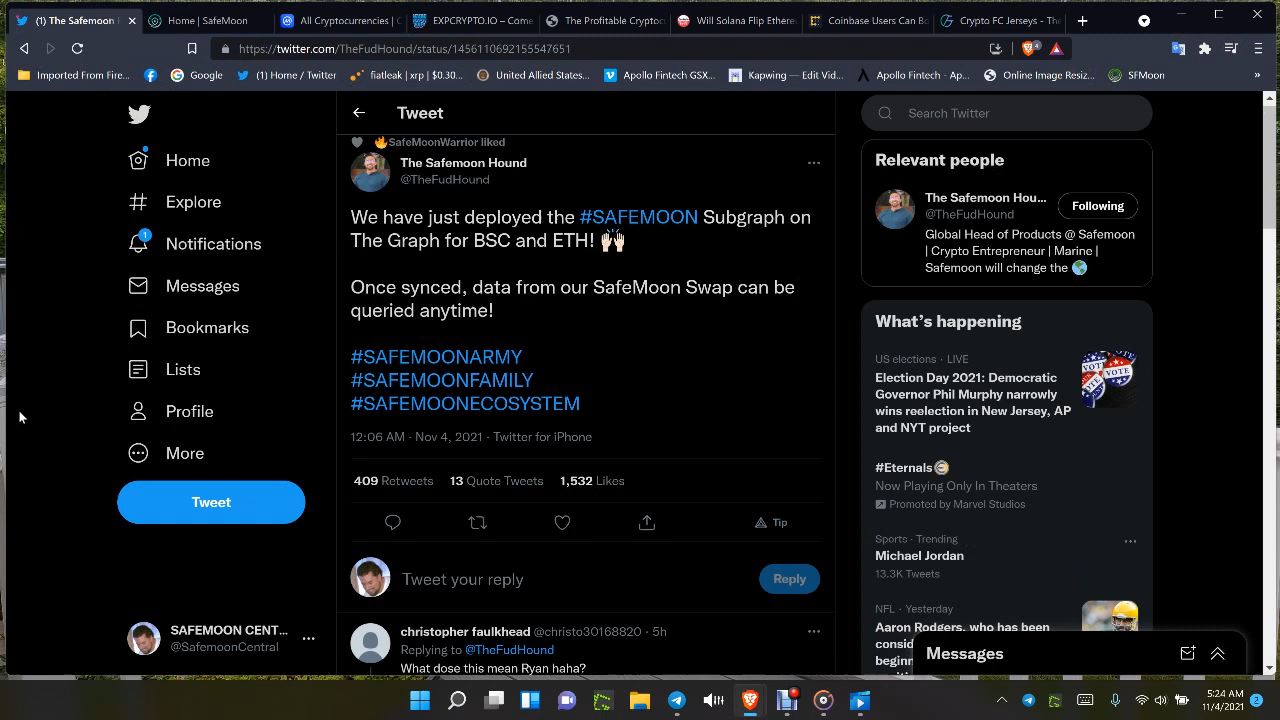 (1) The Safemoon H
Home | SafeMoon
All Cryptocurrencies | C
EXPCRYPTO.IO – Come
The Profitable Cryptoc
Will Solana Flip Ethere
Coinbase Users Can Bo
Crypto FC Jerseys - The
https://twitter.com/TheFudHound/status/1456110692155547651
4
Imported From Fire...
Google
(1) Home / Twitter
fiatleak | xrp | $0.30...
United Allied States...
Apollo Fintech GSX...
Kapwing — Edit Vid...
Apollo Fintech - Ap...
Online Image Resiz...
SFMoon
»
Home
Explore
1
Notifications
Messages
Bookmarks
Lists
Profile
More
Tweet
SAFEMOON CENT...
@SafemoonCentral
Tweet
SafeMoonWarrior liked
The Safemoon Hound
@TheFudHound
We have just deployed the #SAFEMOON Subgraph on
The Graph for BSC and ETH! 🙌🏻
Once synced, data from our SafeMoon Swap can be
queried anytime!
#SAFEMOONARMY
#SAFEMOONFAMILY
#SAFEMOONECOSYSTEM
12:06 AM · Nov 4, 2021 · Twitter for iPhone
409 Retweets 13 Quote Tweets 1,532 Likes
Tip
Tweet your reply
Reply
christopher faulkhead @christo30168820 · 5h
Replying to @TheFudHound
What dose this mean Ryan haha?
Search Twitter
Relevant people
The Safemoon Hou...
@TheFudHound
Following
Global Head of Products @ Safemoon
| Crypto Entrepreneur | Marine |
Safemoon will change the 🌎
What's happening
US elections · LIVE
Election Day 2021: Democratic
Governor Phil Murphy narrowly
wins reelection in New Jersey, AP
and NYT project
VOTE
#Eternals
Now Playing Only In Theaters
Promoted by Marvel Studios
Sports · Trending
Michael Jordan
13.3K Tweets
NFL · Yesterday
Aaron Rodgers, who has been
Messages
5:24 AM
11/4/2021
2